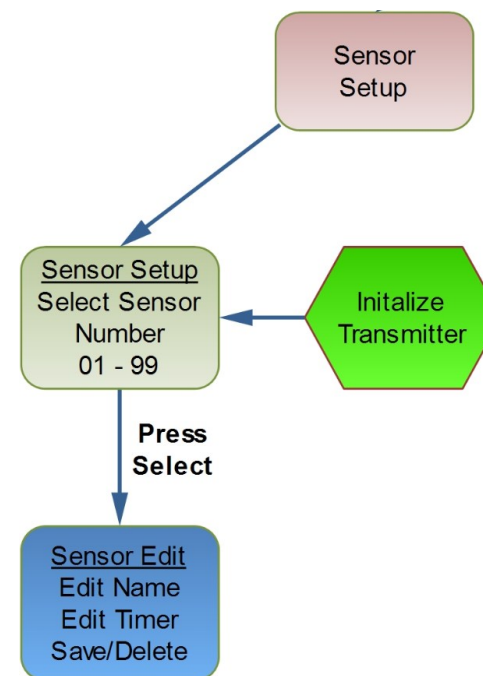 Sensor
Setup
Sensor Setup
Select Sensor
Number
01 - 99
Initalize
Transmitter
Press
Select
Sensor Edit
Edit Name
Edit Timer
Save/Delete